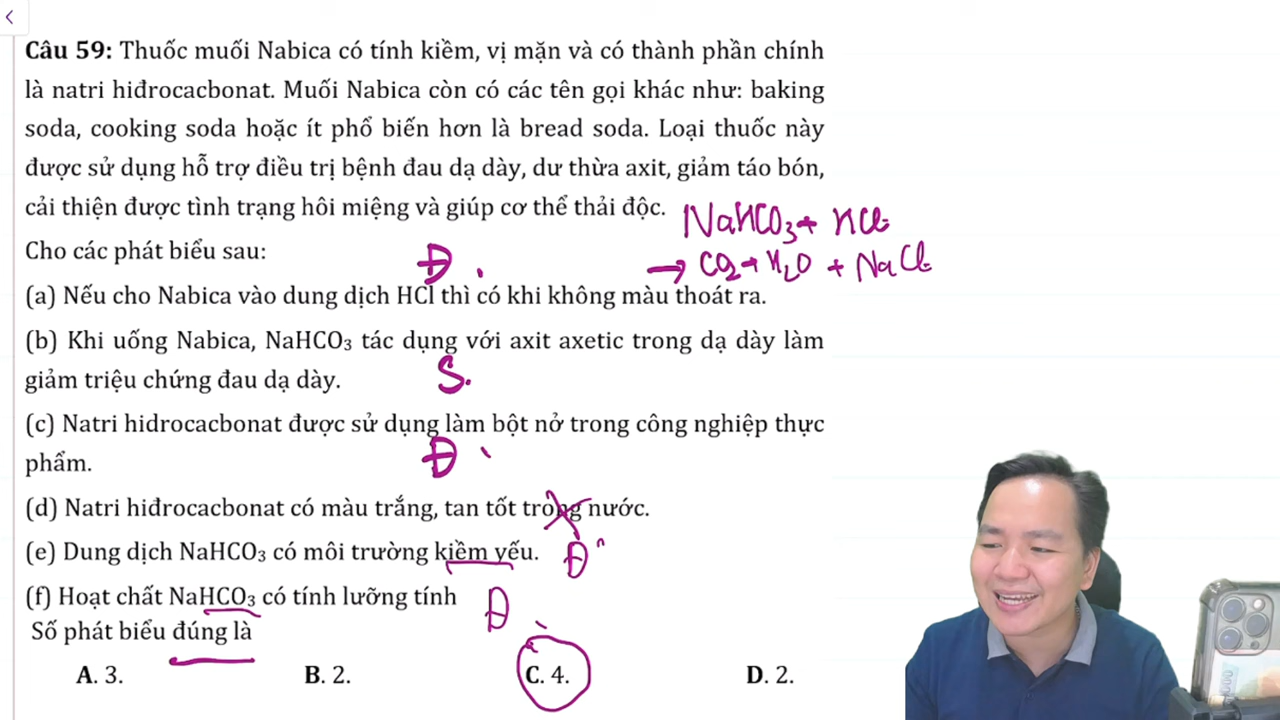 Câu 59: Thuốc muối Nabica có tính kiềm, vị mặn và có thành phần chính
là natri hiđrocacbonat. Muối Nabica còn có các tên gọi khác như: baking
soda, cooking soda hoặc ít phổ biến hơn là bread soda. Loại thuốc này
được sử dụng hỗ trợ điều trị bệnh đau dạ dày, dư thừa axit, giảm táo bón,
cải thiện được tình trạng hôi miệng và giúp cơ thể thải độc.
NaHCO₃ + HCl
→ CO₂ + H₂O + NaCl
Cho các phát biểu sau:
Đ
(a) Nếu cho Nabica vào dung dịch HCl thì có khi không màu thoát ra.
(b) Khi uống Nabica, NaHCO₃ tác dụng với axit axetic trong dạ dày làm
giảm triệu chứng đau dạ dày.
S.
(c) Natri hidrocacbonat được sử dụng làm bột nở trong công nghiệp thực
phẩm.
Đ
(d) Natri hiđrocacbonat có màu trắng, tan tốt trong nước.
(e) Dung dịch NaHCO₃ có môi trường kiềm yếu.
Đ
(f) Hoạt chất NaHCO₃ có tính lưỡng tính
Đ
Số phát biểu đúng là
A. 3. B. 2. C. 4. D. 2.